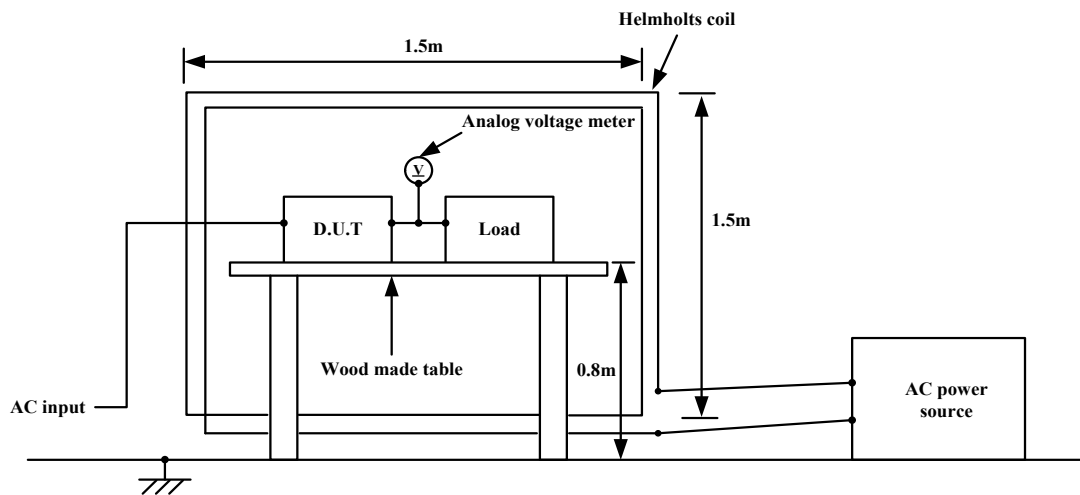 Helmholts coil
1.5m
Analog voltage meter
V
D.U.T
Load
1.5m
Wood made table
0.8m
AC input
AC power
source